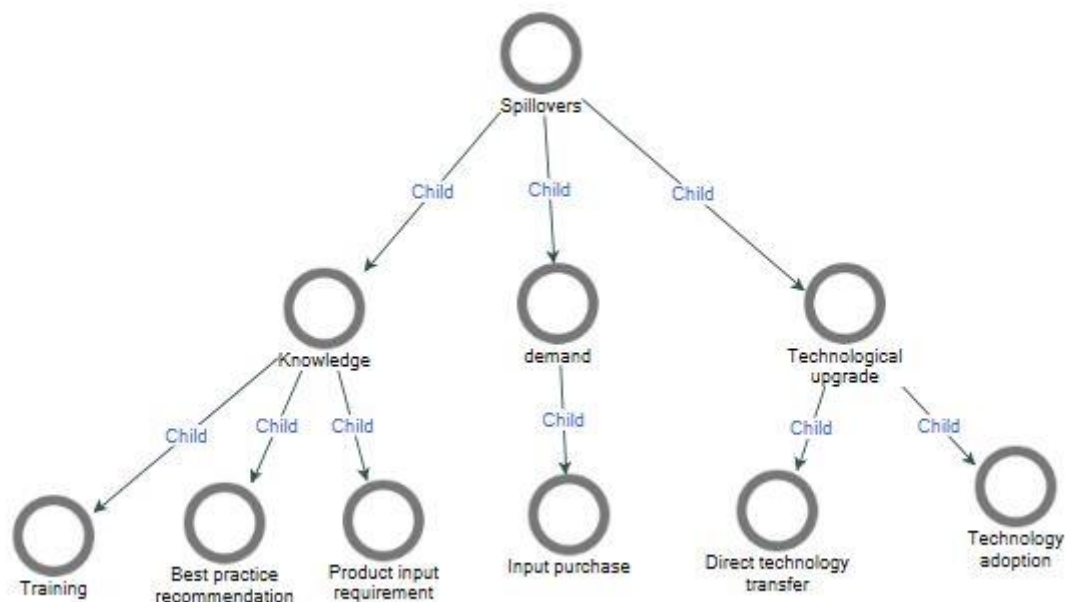 Spillovers
Child
Child
Child
Knowledge
demand
Technological
upgrade
Child
Child
Child
Child
Child
Child
Training
Best practice
recommendation
Product input
requirement
Input purchase
Direct technology
transfer
Technology
adoption